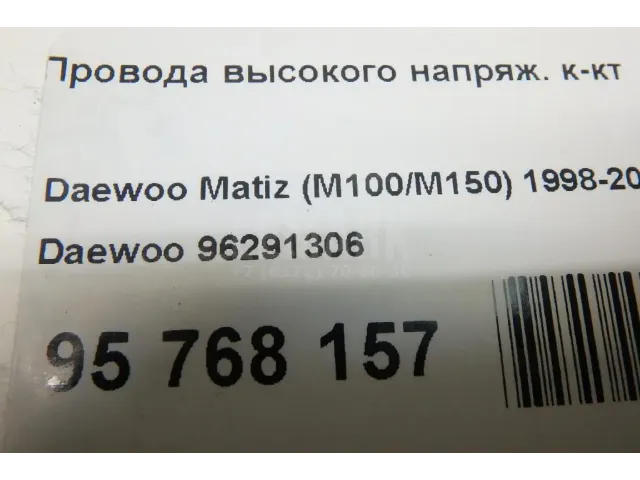 Провода высокого напряж. к-кт
Daewoo Matiz (M100/M150) 1998-20
Daewoo 96291306
95 768 157